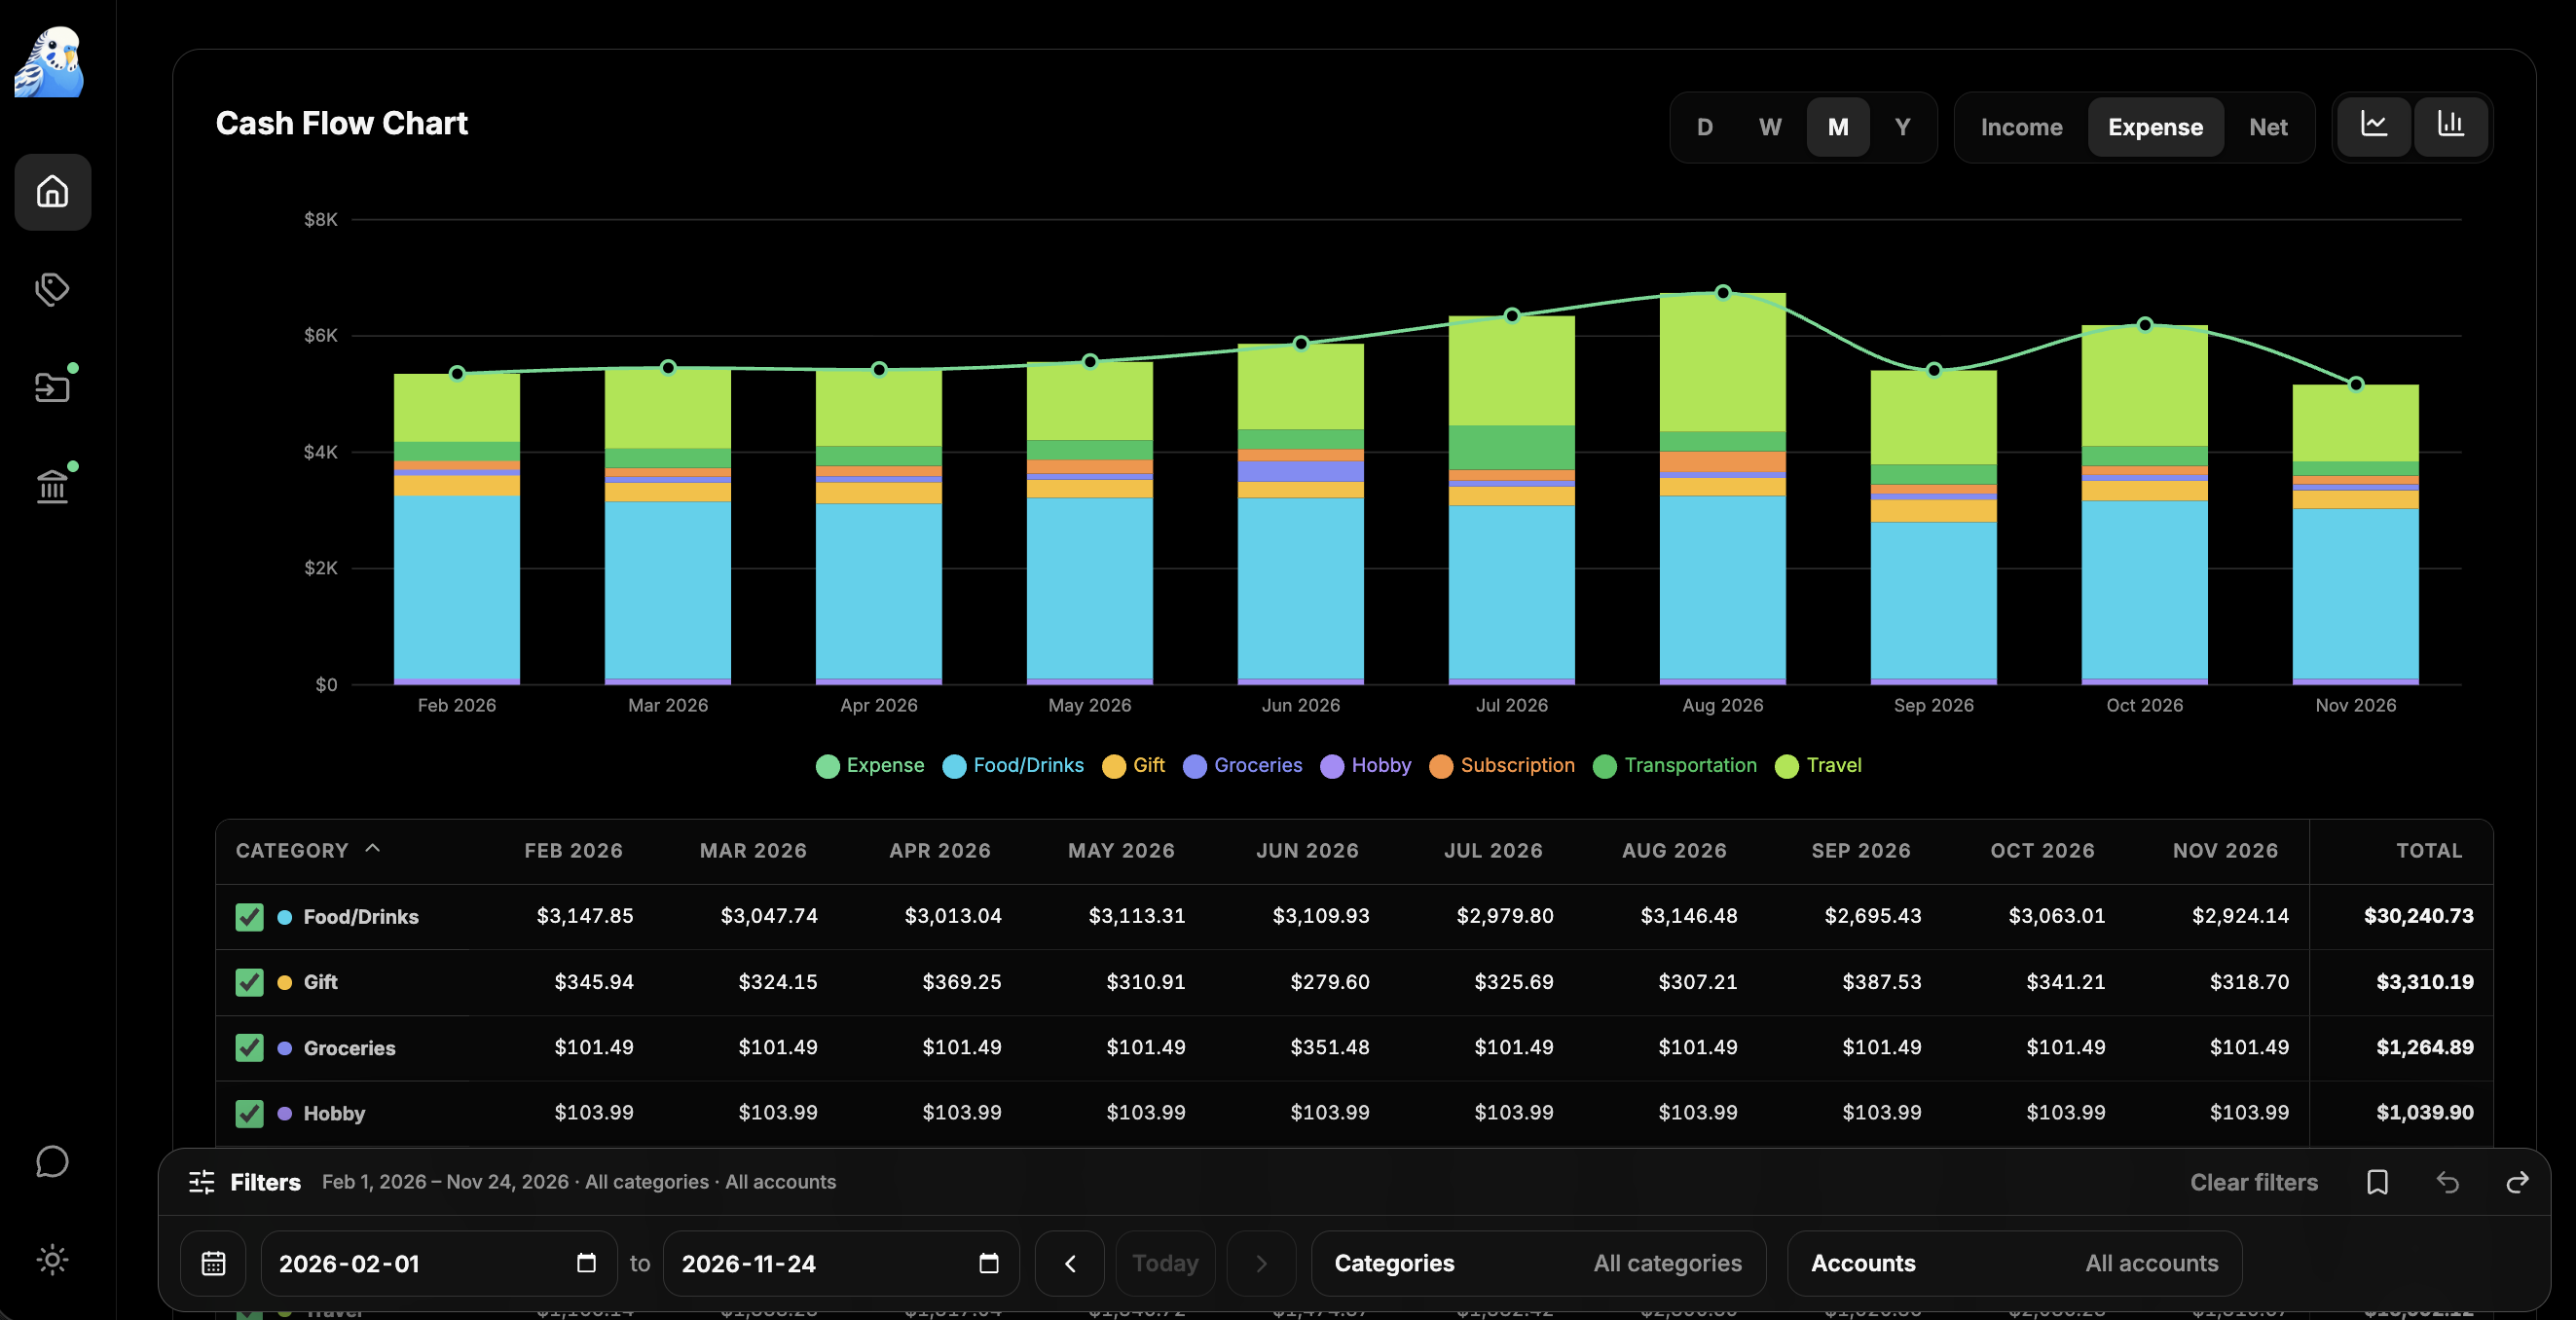 Cash Flow Chart
D W M Y Income Expense Net
$8K
$6K
$4K
$2K
$0
Feb 2026 Mar 2026 Apr 2026 May 2026 Jun 2026 Jul 2026 Aug 2026 Sep 2026 Oct 2026 Nov 2026
Expense Food/Drinks Gift Groceries Hobby Subscription Transportation Travel
CATEGORY FEB 2026 MAR 2026 APR 2026 MAY 2026 JUN 2026 JUL 2026 AUG 2026 SEP 2026 OCT 2026 NOV 2026 TOTAL
Food/Drinks $3,147.85 $3,047.74 $3,013.04 $3,113.31 $3,109.93 $2,979.80 $3,146.48 $2,695.43 $3,063.01 $2,924.14 $30,240.73
Gift $345.94 $324.15 $369.25 $310.91 $279.60 $325.69 $307.21 $387.53 $341.21 $318.70 $3,310.19
Groceries $101.49 $101.49 $101.49 $101.49 $351.48 $101.49 $101.49 $101.49 $101.49 $101.49 $1,264.89
Hobby $103.99 $103.99 $103.99 $103.99 $103.99 $103.99 $103.99 $103.99 $103.99 $103.99 $1,039.90
Filters Feb 1, 2026 – Nov 24, 2026 · All categories · All accounts Clear filters
2026-02-01 to 2026-11-24 Today Categories All categories Accounts All accounts
Travel